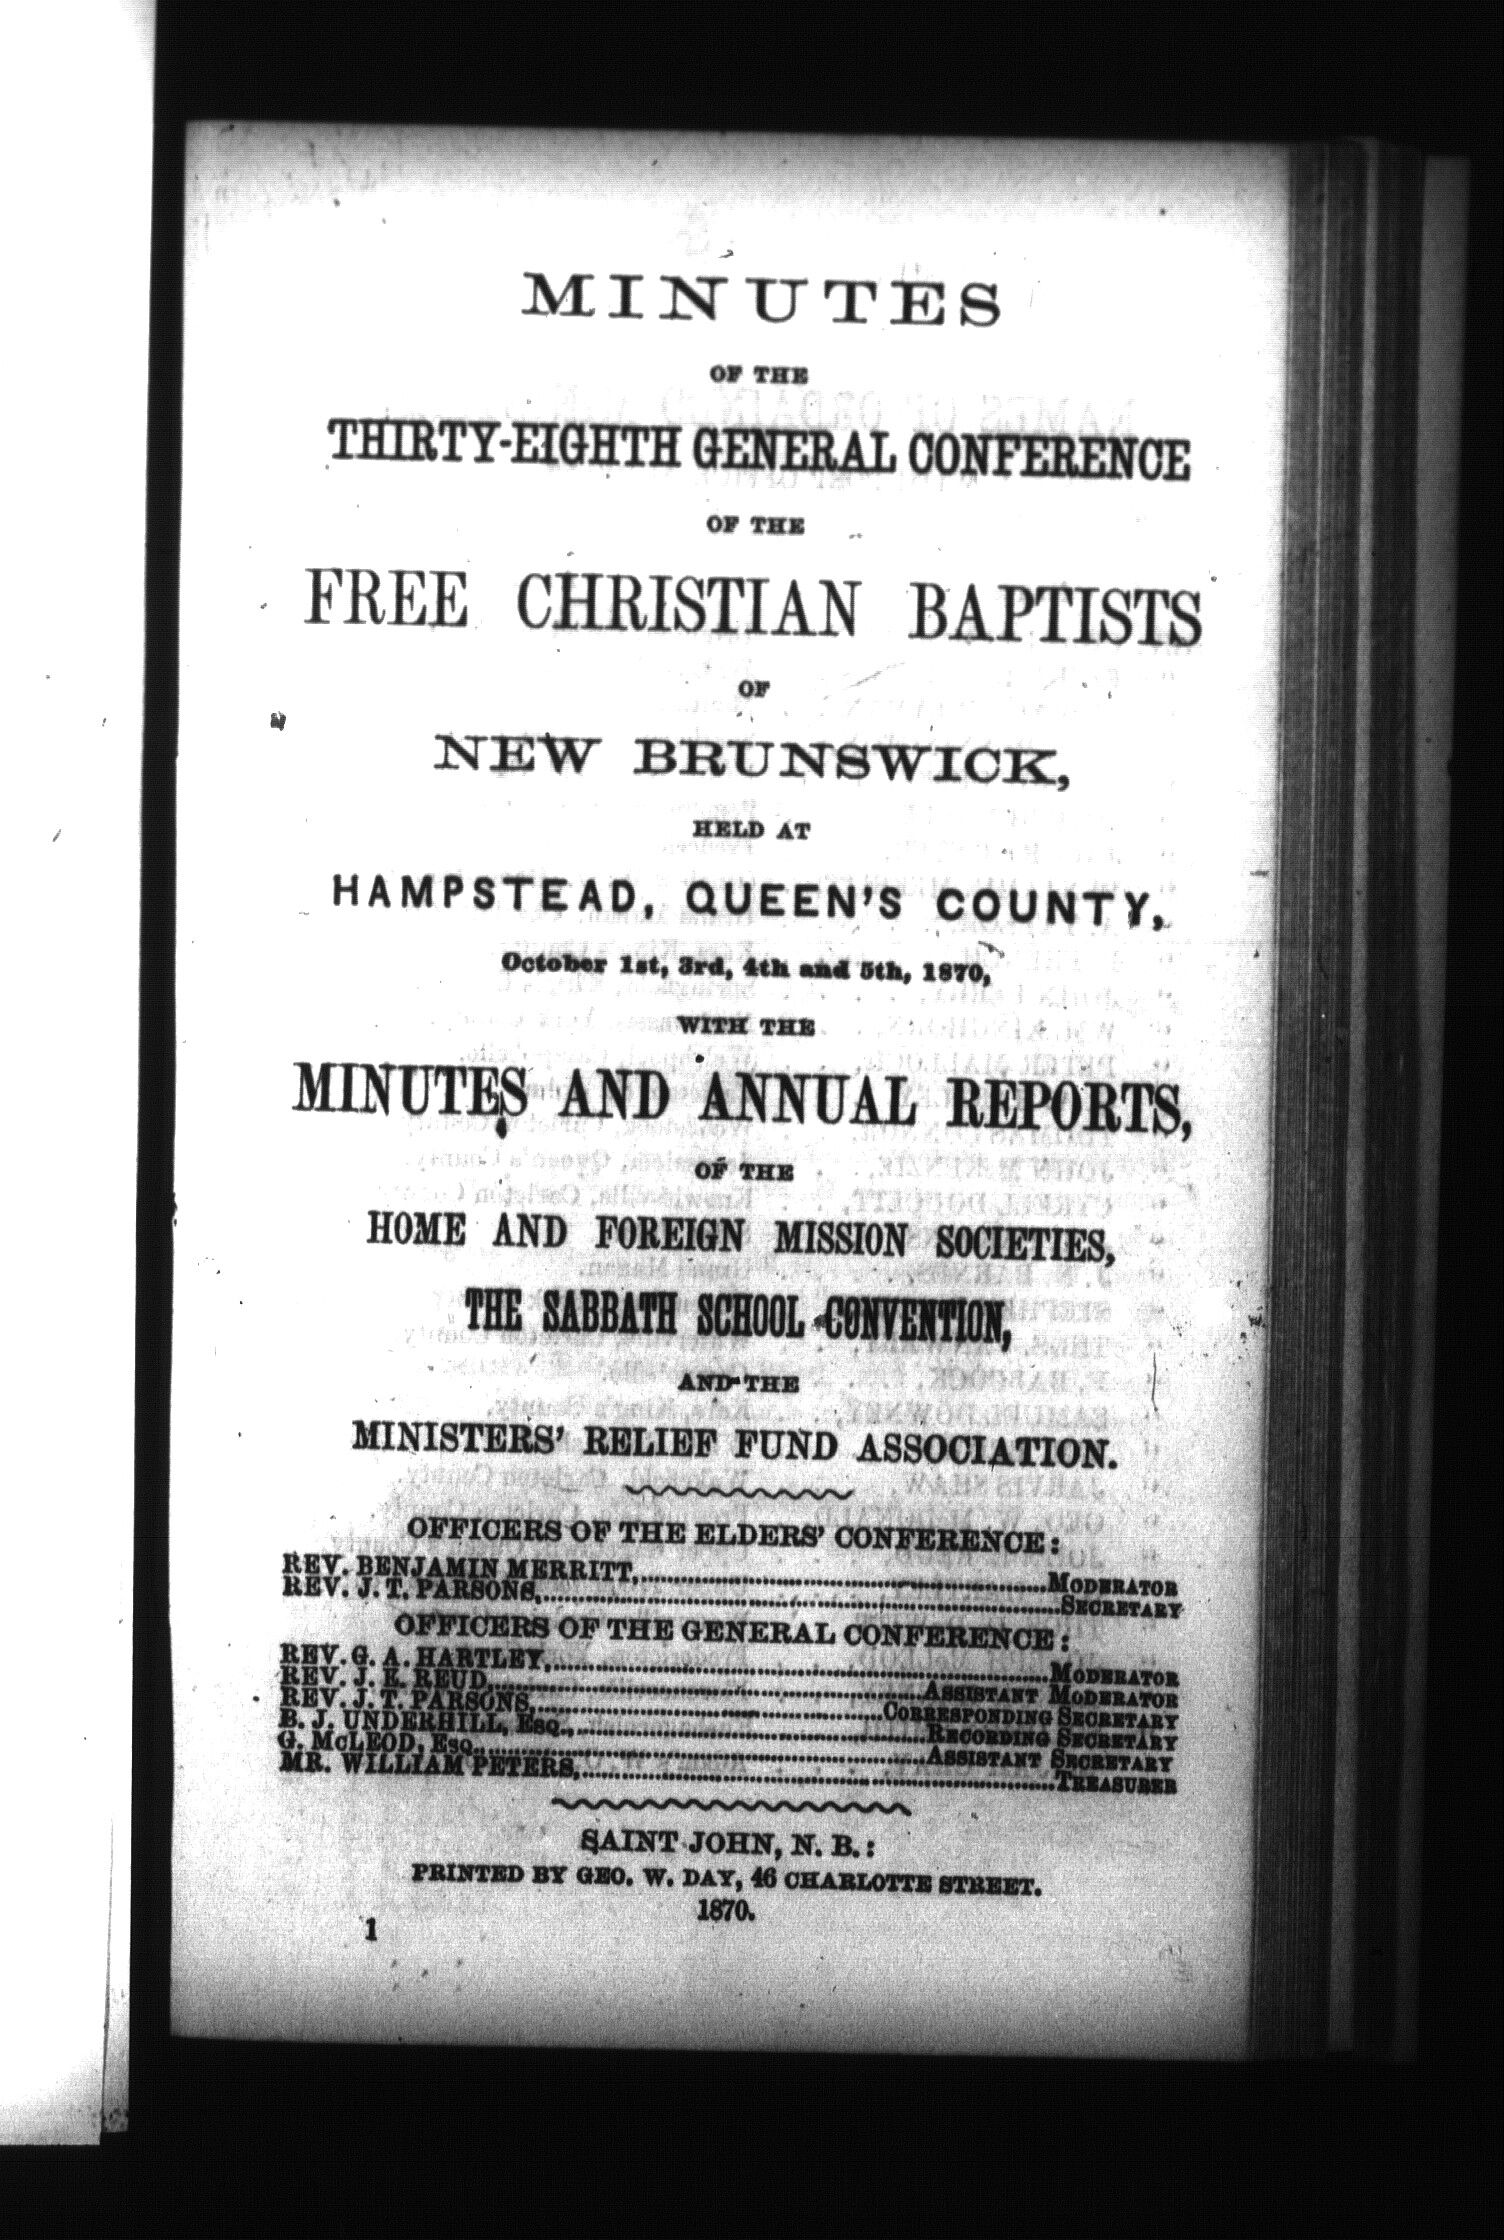 MINUTES
OF THE
THIRTY-EIGHTH GENERAL CONFERENCE
OF THE
FREE CHRISTIAN BAPTISTS
OF
NEW BRUNSWICK,
HELD AT
HAMPSTEAD, QUEEN'S COUNTY,
October 1st, 3rd, 4th and 5th, 1870,
WITH THE
MINUTES AND ANNUAL REPORTS,
OF THE
HOME AND FOREIGN MISSION SOCIETIES,
THE SABBATH SCHOOL CONVENTION,
AND THE
MINISTERS' RELIEF FUND ASSOCIATION.
OFFICERS OF THE ELDERS' CONFERENCE:
REV. BENJAMIN MERRITT,..........MODERATOR
REV. J. T. PARSONS,..........SECRETARY
OFFICERS OF THE GENERAL CONFERENCE:
REV. G. A. HARTLEY,..........MODERATOR
REV. J. E. REUD,..........ASSISTANT MODERATOR
REV. J. T. PARSONS,..........CORRESPONDING SECRETARY
B. J. UNDERHILL, ESQ.,..........RECORDING SECRETARY
G. McLEOD, ESQ.,..........ASSISTANT SECRETARY
MR. WILLIAM PETERS,..........TREASURER
SAINT JOHN, N. B.:
PRINTED BY GEO. W. DAY, 46 CHARLOTTE STREET.
1870.
1